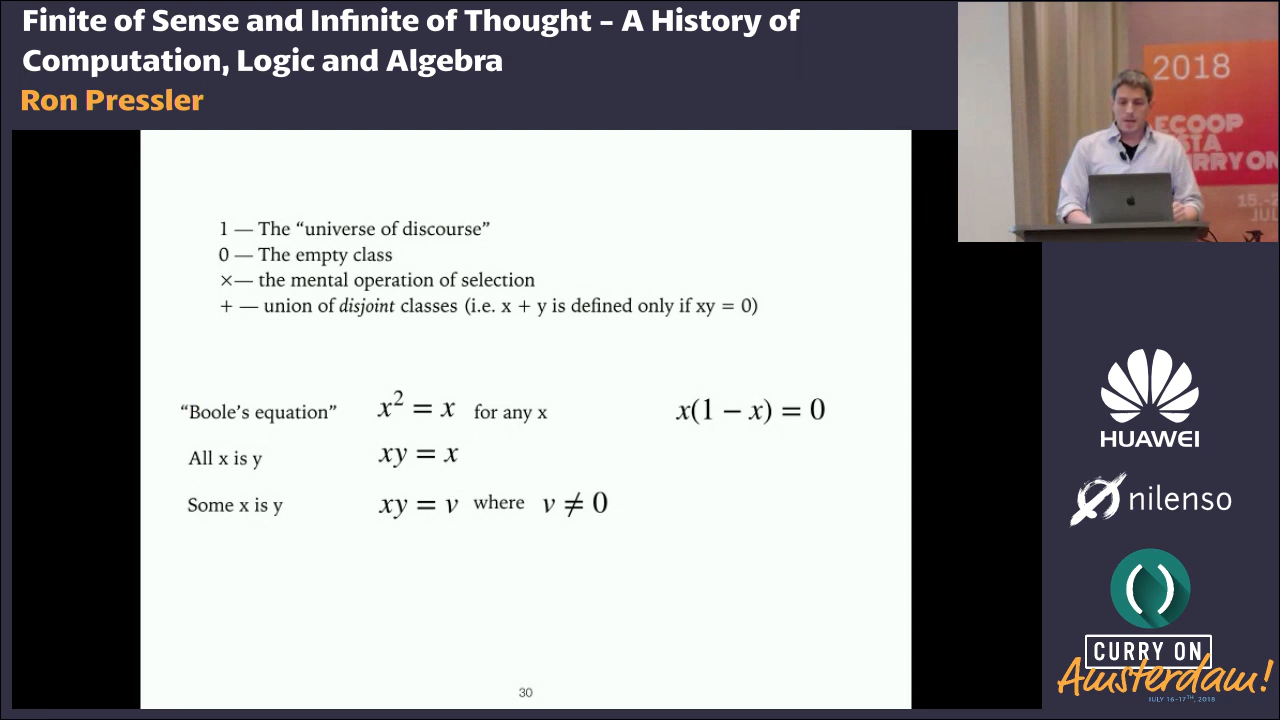 Finite of Sense and Infinite of Thought – A History of
Computation, Logic and Algebra
Ron Pressler
2018
ECOOP
CURRY ON
1 — The “universe of discourse”
0 — The empty class
×— the mental operation of selection
+ — union of disjoint classes (i.e. x + y is defined only if xy = 0)
“Boole’s equation” x² = x for any x x(1 − x) = 0
All x is y xy = x
Some x is y xy = v where v ≠ 0
30
HUAWEI
nilenso
( )
CURRY ON
Amsterdam!
JULY 16-17TH, 2018